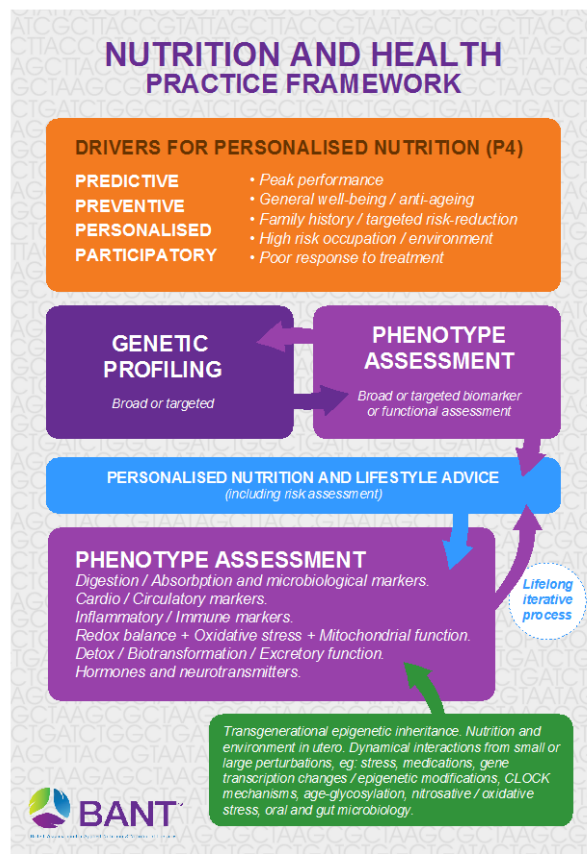 NUTRITION AND HEALTH
PRACTICE FRAMEWORK
DRIVERS FOR PERSONALISED NUTRITION (P4)
PREDICTIVE
PREVENTIVE
PERSONALISED
PARTICIPATORY
• Peak performance
• General well-being / anti-ageing
• Family history / targeted risk-reduction
• High risk occupation / environment
• Poor response to treatment
GENETIC
PROFILING
Broad or targeted
PHENOTYPE
ASSESSMENT
Broad or targeted biomarker
or functional assessment
PERSONALISED NUTRITION AND LIFESTYLE ADVICE
(including risk assessment)
PHENOTYPE ASSESSMENT
Digestion / Absorbption and microbiological markers.
Cardio / Circulatory markers.
Inflammatory / Immune markers.
Redox balance + Oxidative stress + Mitochondrial function.
Detox / Biotransformation / Excretory function.
Hormones and neurotransmitters.
Lifelong
iterative
process
Transgenerational epigenetic inheritance. Nutrition and
environment in utero. Dynamical interactions from small or
large perturbations, eg: stress, medications, gene
transcription changes / epigenetic modifications, CLOCK
mechanisms, age-glycosylation, nitrosative / oxidative
stress, oral and gut microbiology.
BANT